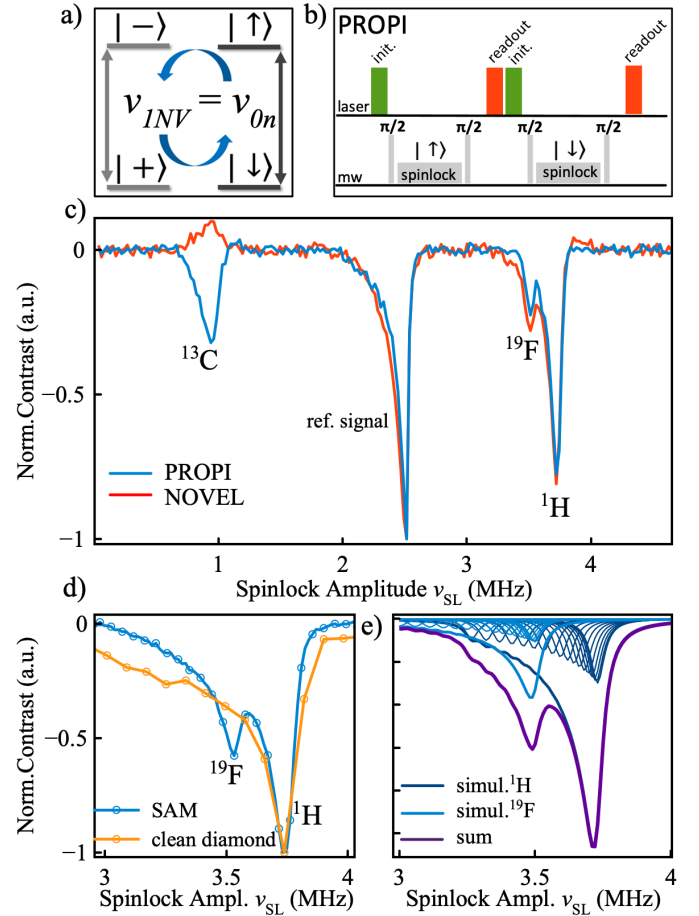 a)
| −⟩ | ↑⟩
ν1NV = ν0n
| +⟩ | ↓⟩
b)
PROPI
init. readout init. readout
laser
π/2 π/2 π/2 π/2
| ↑⟩ | ↓⟩
spinlock spinlock
mw
c)
Norm.Contrast (a.u.)
0
−0.5
−1
13C
ref. signal
19F
1H
PROPI
NOVEL
1 2 3 4
Spinlock Amplitude νSL (MHz)
d)
Norm.Contrast (a.u.)
0
−0.5
−1
19F
1H
SAM
clean diamond
3 3.5 4
Spinlock Ampl. νSL (MHz)
e)
simul.1H
simul.19F
sum
3 3.5 4
Spinlock Ampl. νSL (MHz)